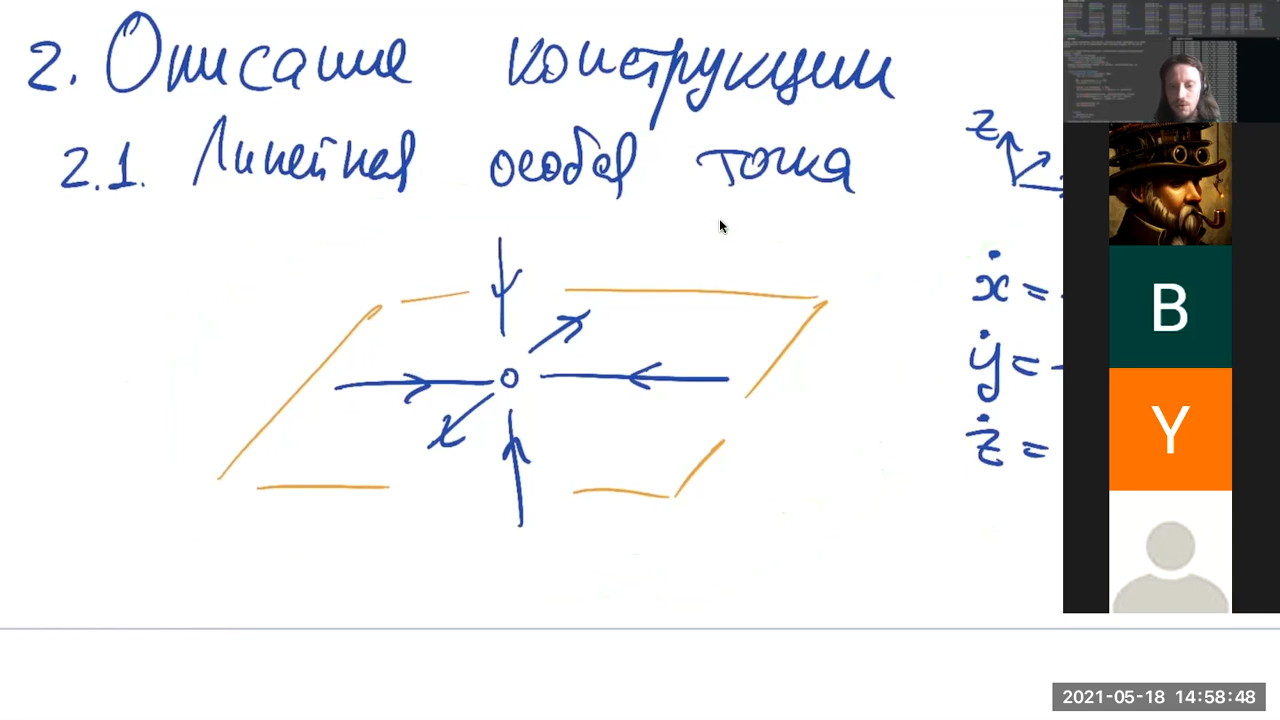 2. Описание конструкции
2.1. Линейная особая точка
z
ẋ =
ẏ = -
ż =
B
Y
2021-05-18 14:58:48